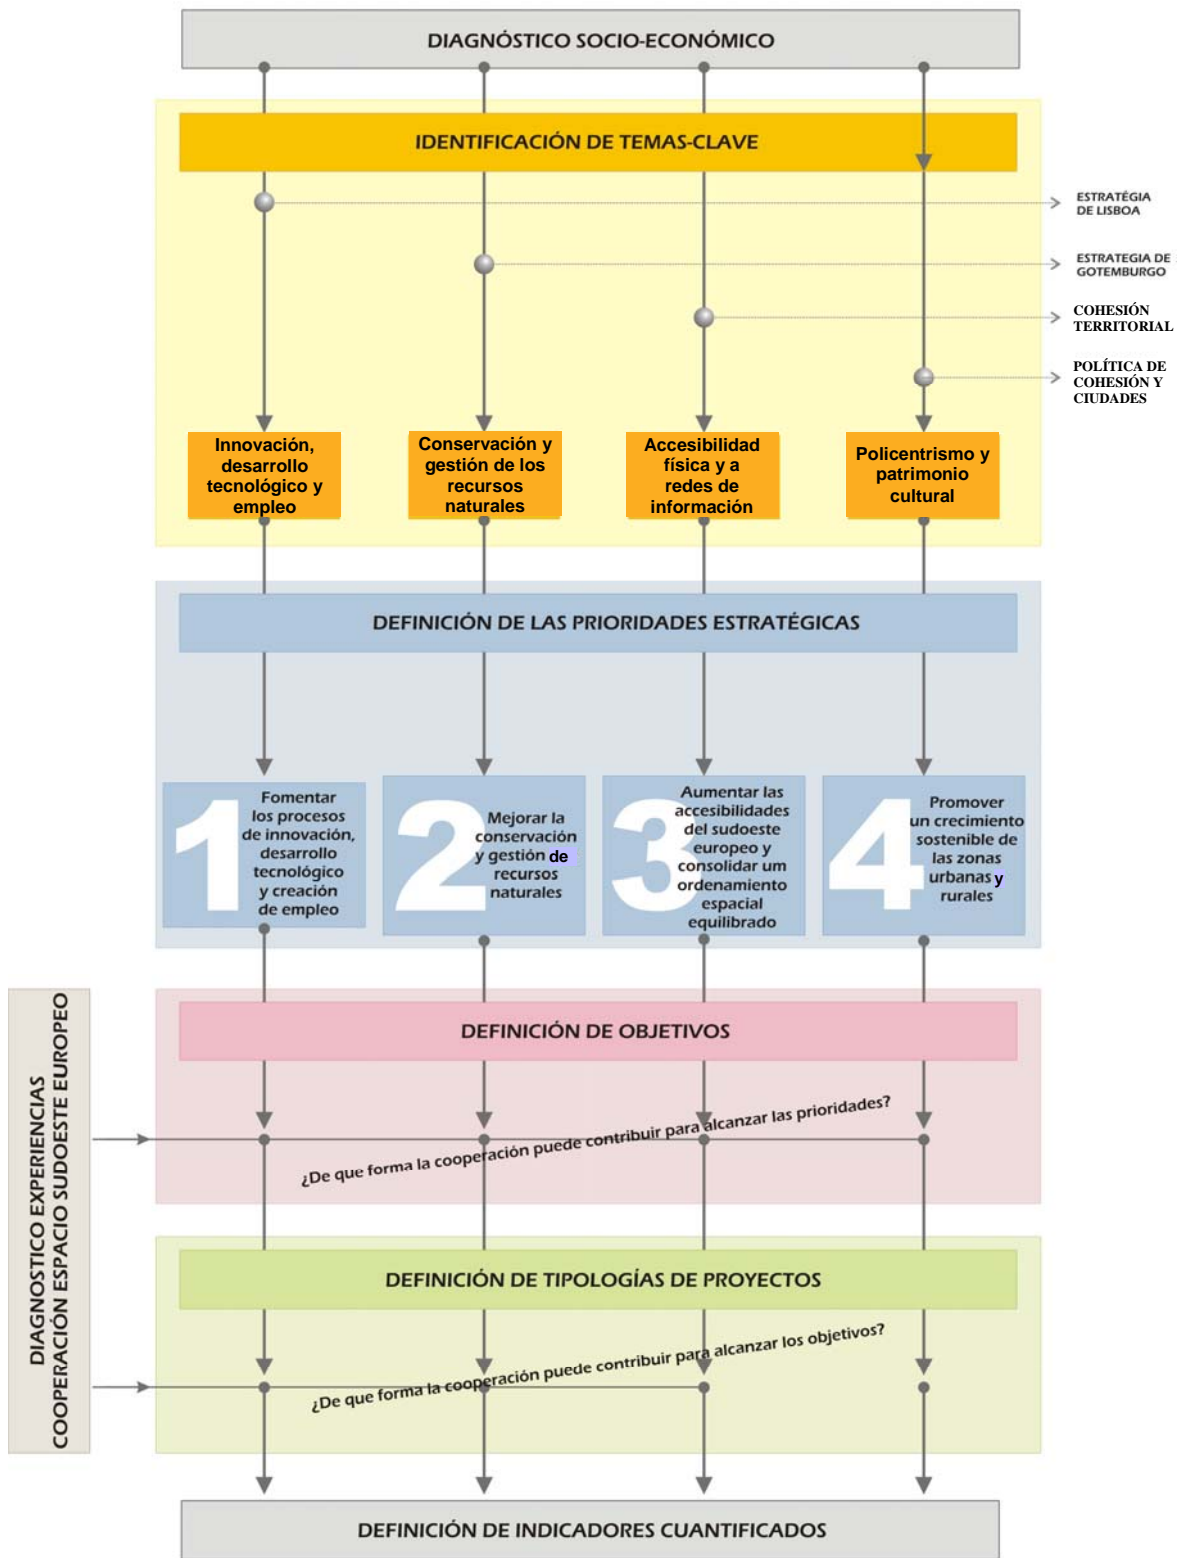 DIAGNÓSTICO SOCIO-ECONÓMICO
IDENTIFICACIÓN DE TEMAS-CLAVE
ESTRATÉGIA
DE LISBOA
ESTRATEGIA DE
GOTEMBURGO
COHESIÓN
TERRITORIAL
POLÍTICA DE
COHESIÓN Y
CIUDADES
Innovación,
desarrollo
tecnológico y
empleo
Conservación y
gestión de los
recursos
naturales
Accesibilidad
física y a
redes de
información
Policentrismo y
patrimonio
cultural
DEFINICIÓN DE LAS PRIORIDADES ESTRATÉGICAS
1
Fomentar
los procesos
de innovación,
desarrollo
tecnológico
y creación
de empleo
2
Mejorar la
conservación
y gestión de
recursos
naturales
3
Aumentar las
accesibilidades
del sudoeste
europeo y
consolidar um
ordenamiento
espacial
equilibrado
4
Promover
un crecimiento
sostenible de
las zonas
urbanas y
rurales
DIAGNOSTICO EXPERIENCIAS
COOPERACIÓN ESPACIO SUDOESTE EUROPEO
DEFINICIÓN DE OBJETIVOS
¿De que forma la cooperación puede contribuir para alcanzar las prioridades?
DEFINICIÓN DE TIPOLOGÍAS DE PROYECTOS
¿De que forma la cooperación puede contribuir para alcanzar los objetivos?
DEFINICIÓN DE INDICADORES CUANTIFICADOS